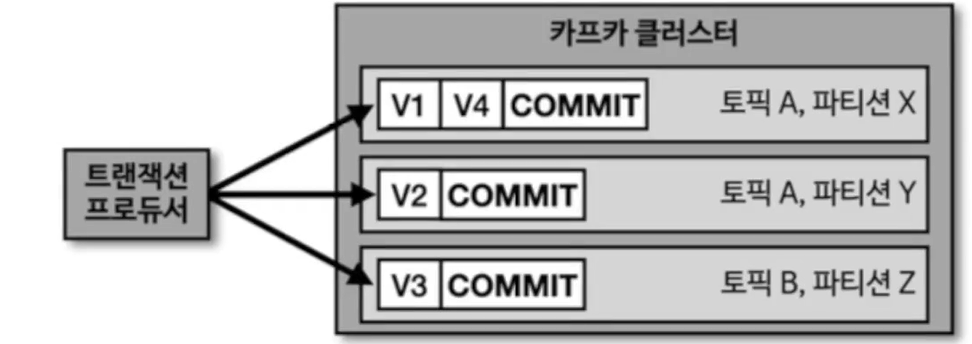 카프카 클러스터
트랜잭션
프로듀서
V1 V4 COMMIT 토픽 A, 파티션 X
V2 COMMIT 토픽 A, 파티션 Y
V3 COMMIT 토픽 B, 파티션 Z